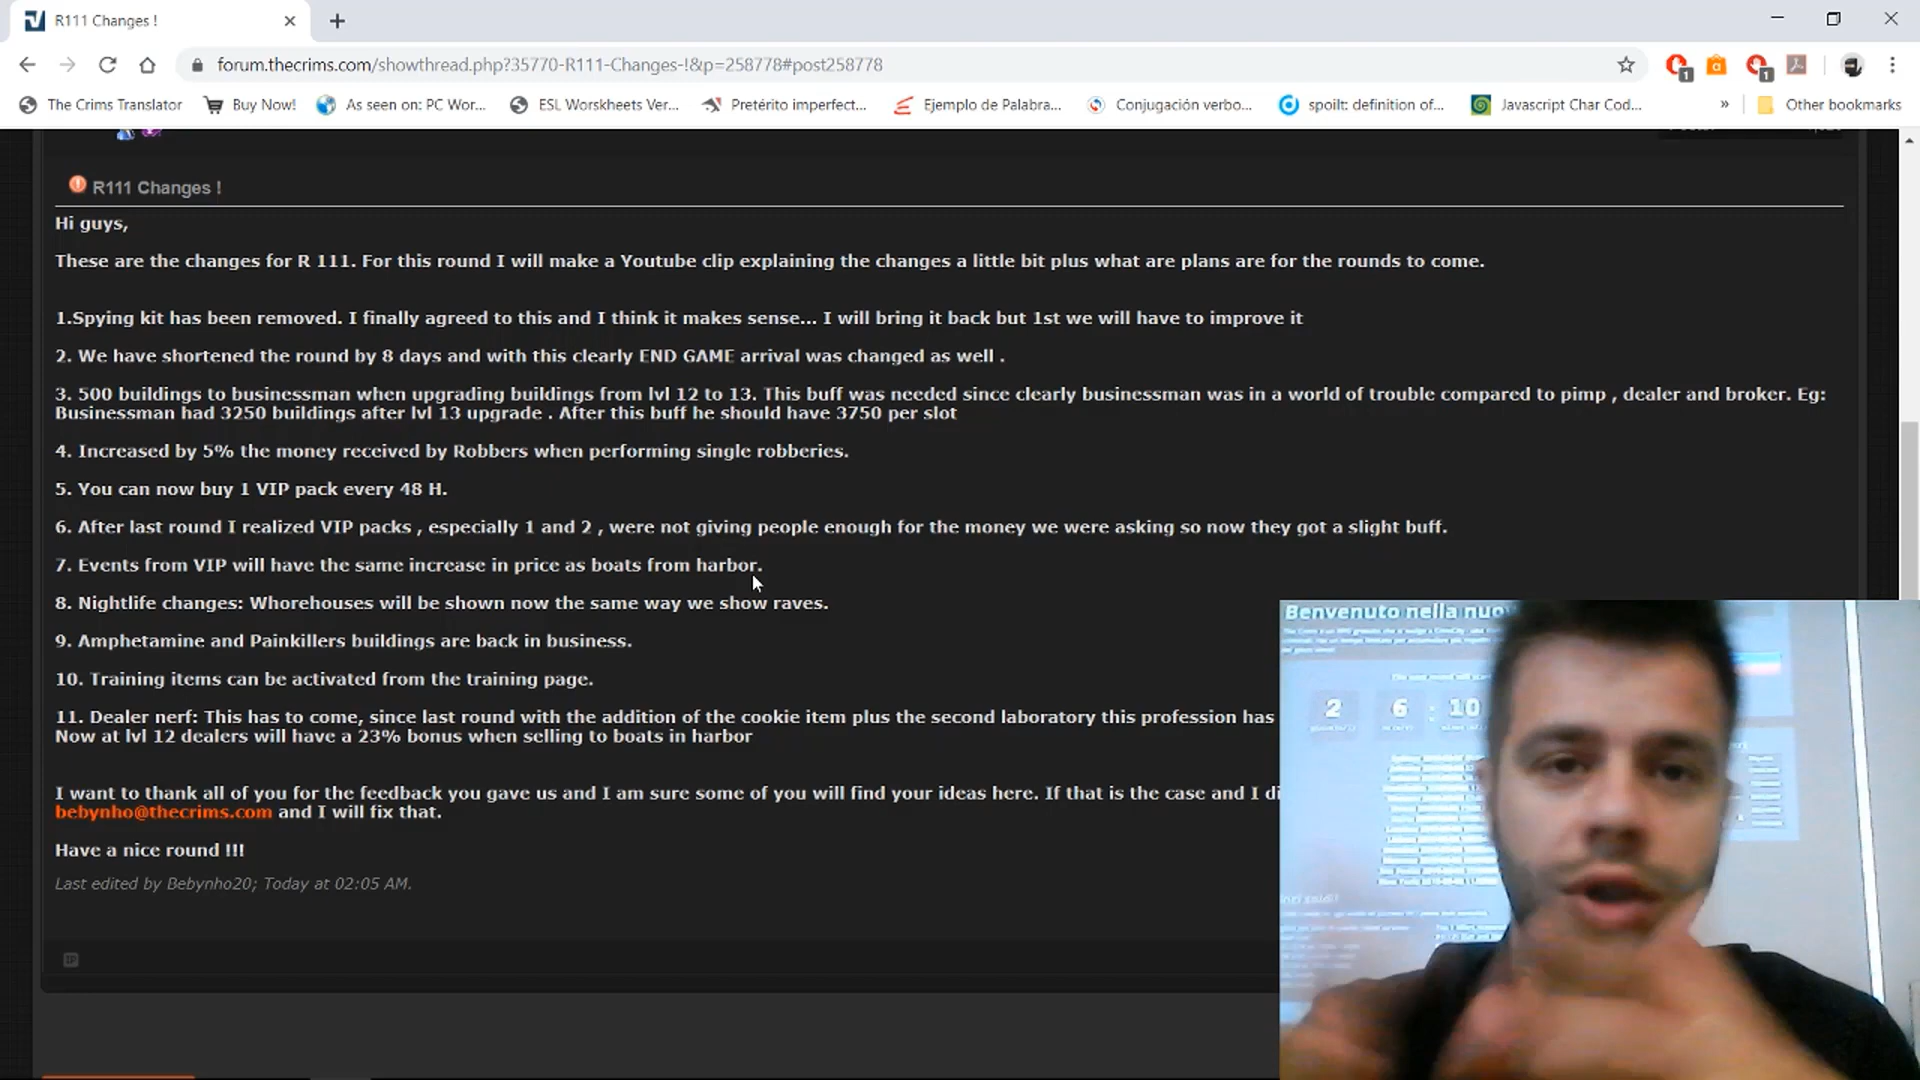 R111 Changes !
forum.thecrims.com/showthread.php?35770-R111-Changes-!&p=258778#post258778
The Crims Translator
Buy Now!
As seen on: PC Wor...
ESL Worskheets Ver...
Pretérito imperfect...
Ejemplo de Palabra...
Conjugación verbo...
spoilt: definition of...
Javascript Char Cod...
»
Other bookmarks
R111 Changes !
Hi guys,
These are the changes for R 111. For this round I will make a Youtube clip explaining the changes a little bit plus what are plans are for the rounds to come.
1.Spying kit has been removed. I finally agreed to this and I think it makes sense... I will bring it back but 1st we will have to improve it
2. We have shortened the round by 8 days and with this clearly END GAME arrival was changed as well .
3. 500 buildings to businessman when upgrading buildings from lvl 12 to 13. This buff was needed since clearly businessman was in a world of trouble compared to pimp , dealer and broker. Eg:
Businessman had 3250 buildings after lvl 13 upgrade . After this buff he should have 3750 per slot
4. Increased by 5% the money received by Robbers when performing single robberies.
5. You can now buy 1 VIP pack every 48 H.
6. After last round I realized VIP packs , especially 1 and 2 , were not giving people enough for the money we were asking so now they got a slight buff.
7. Events from VIP will have the same increase in price as boats from harbor.
8. Nightlife changes: Whorehouses will be shown now the same way we show raves.
9. Amphetamine and Painkillers buildings are back in business.
10. Training items can be activated from the training page.
11. Dealer nerf: This has to come, since last round with the addition of the cookie item plus the second laboratory this profession has
Now at lvl 12 dealers will have a 23% bonus when selling to boats in harbor
I want to thank all of you for the feedback you gave us and I am sure some of you will find your ideas here. If that is the case and I di
bebynho@thecrims.com and I will fix that.
Have a nice round !!!
Last edited by Bebynho20; Today at 02:05 AM.
IP
Benvenuto nella nuov
2 6 : 10